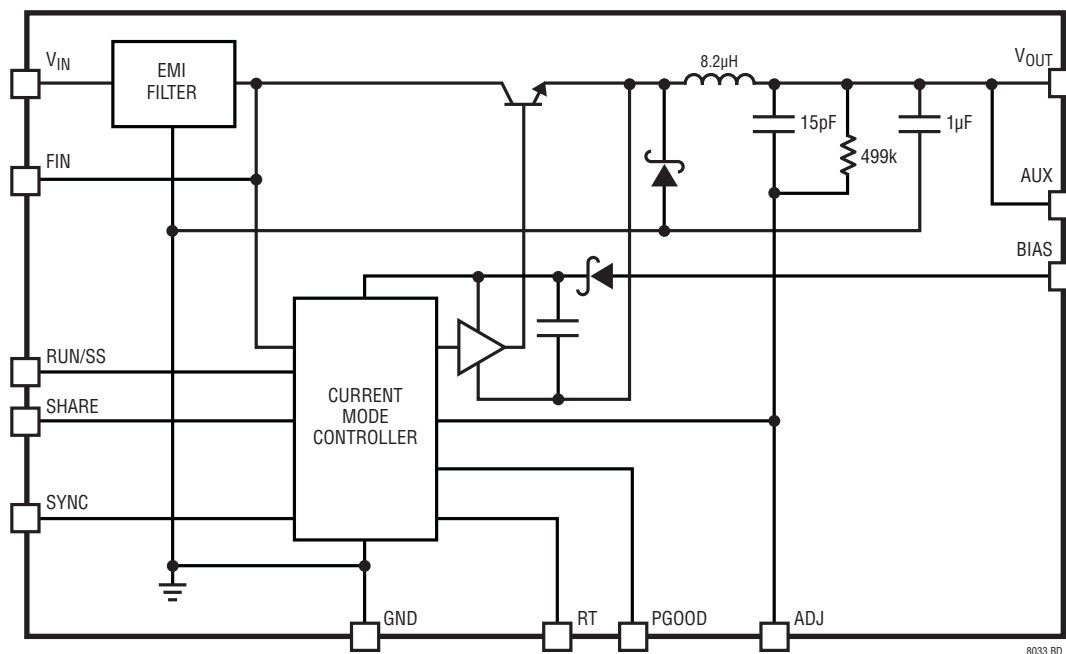 VIN
EMI
FILTER
8.2µH
VOUT
15pF
1µF
499k
FIN
AUX
BIAS
RUN/SS
SHARE
CURRENT
MODE
CONTROLLER
SYNC
GND
RT
PGOOD
ADJ
8033 BD